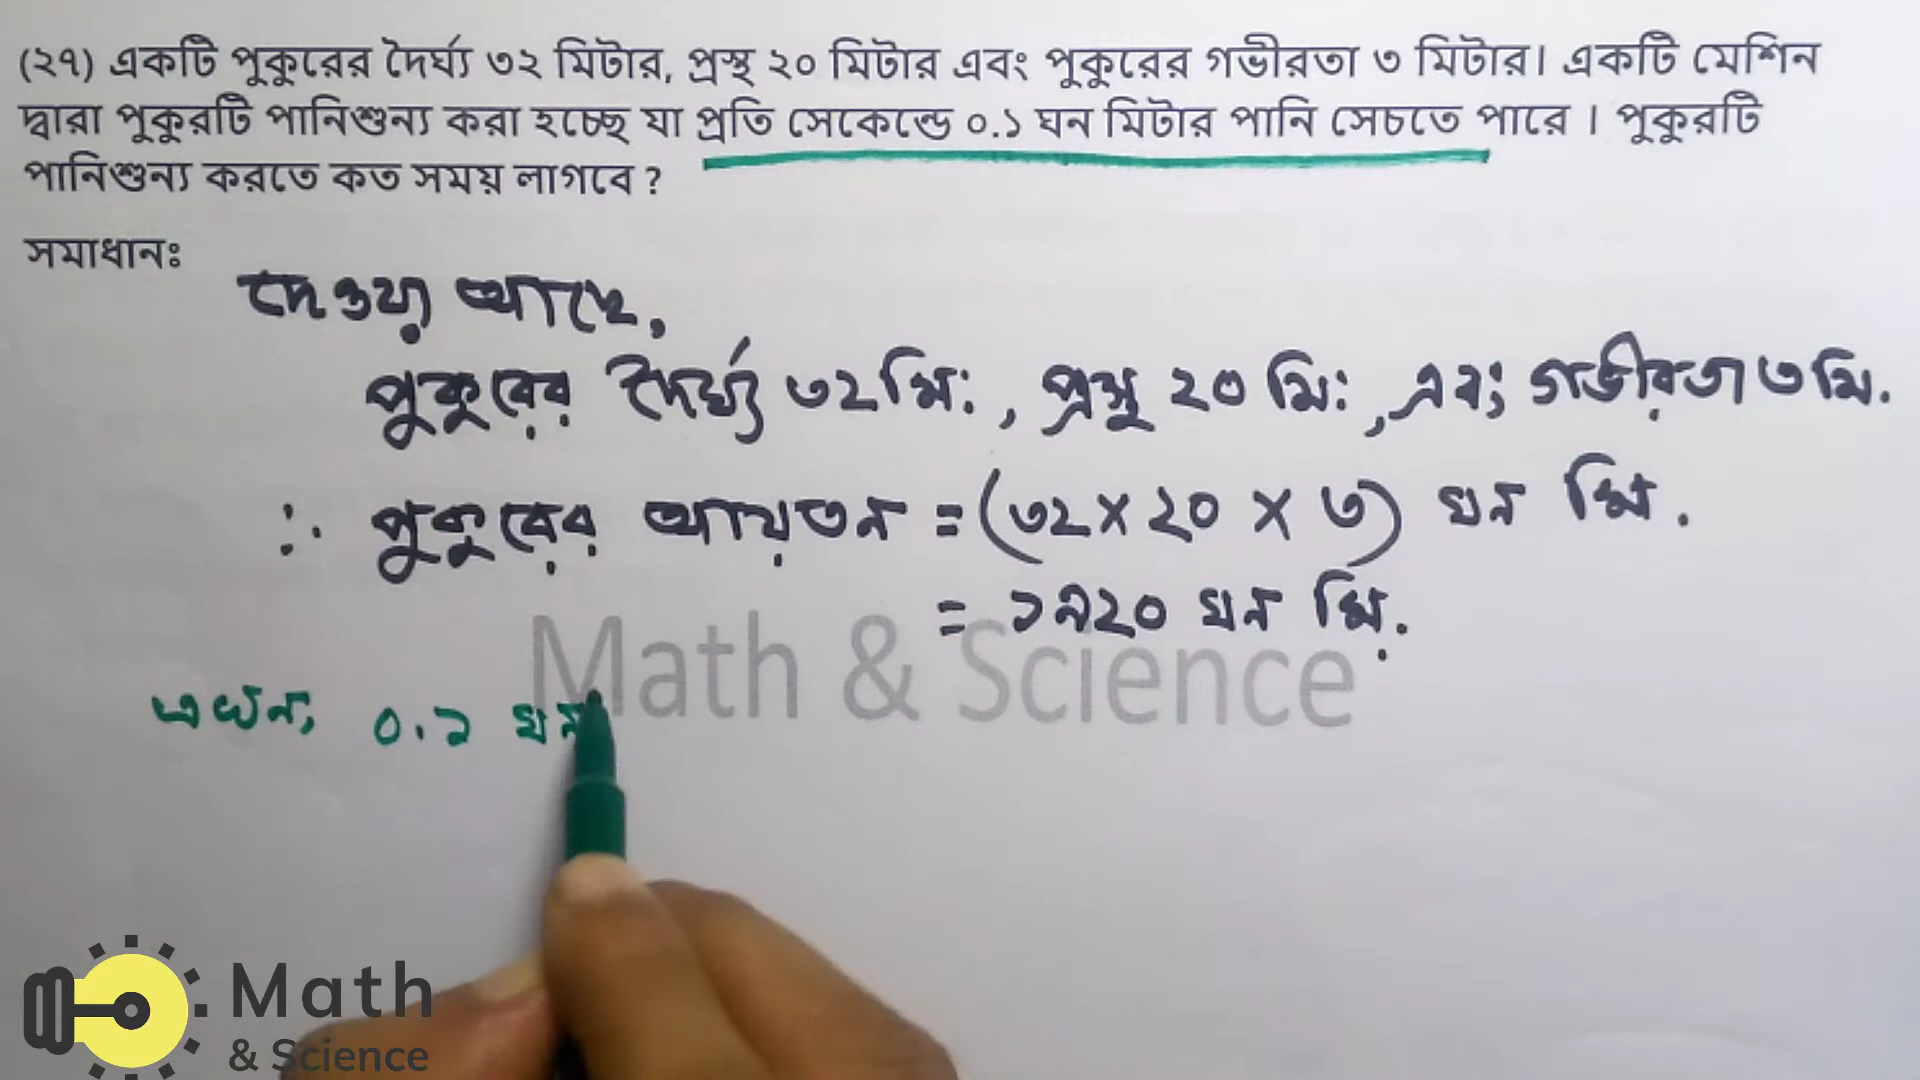 (২৭) একটি পুকুরের দৈর্ঘ্য ৩২ মিটার, প্রস্থ ২০ মিটার এবং পুকুরের গভীরতা ৩ মিটার। একটি মেশিন
দ্বারা পুকুরটি পানিশুন্য করা হচ্ছে যা প্রতি সেকেন্ডে ০.১ ঘন মিটার পানি সেচতে পারে । পুকুরটি
পানিশুন্য করতে কত সময় লাগবে ?
সমাধানঃ
দেওয়া আছে,
পুকুরের দৈর্ঘ্য ৩২ মি: , প্রস্থ ২০ মি: , এবং গভীরতা ৩ মি.
∴ পুকুরের আয়তন = (৩২ × ২০ × ৩) ঘন মি.
= ১৯২০ ঘন মি.
Math & Science
এখন, ০.১ ঘন
Math
& Science